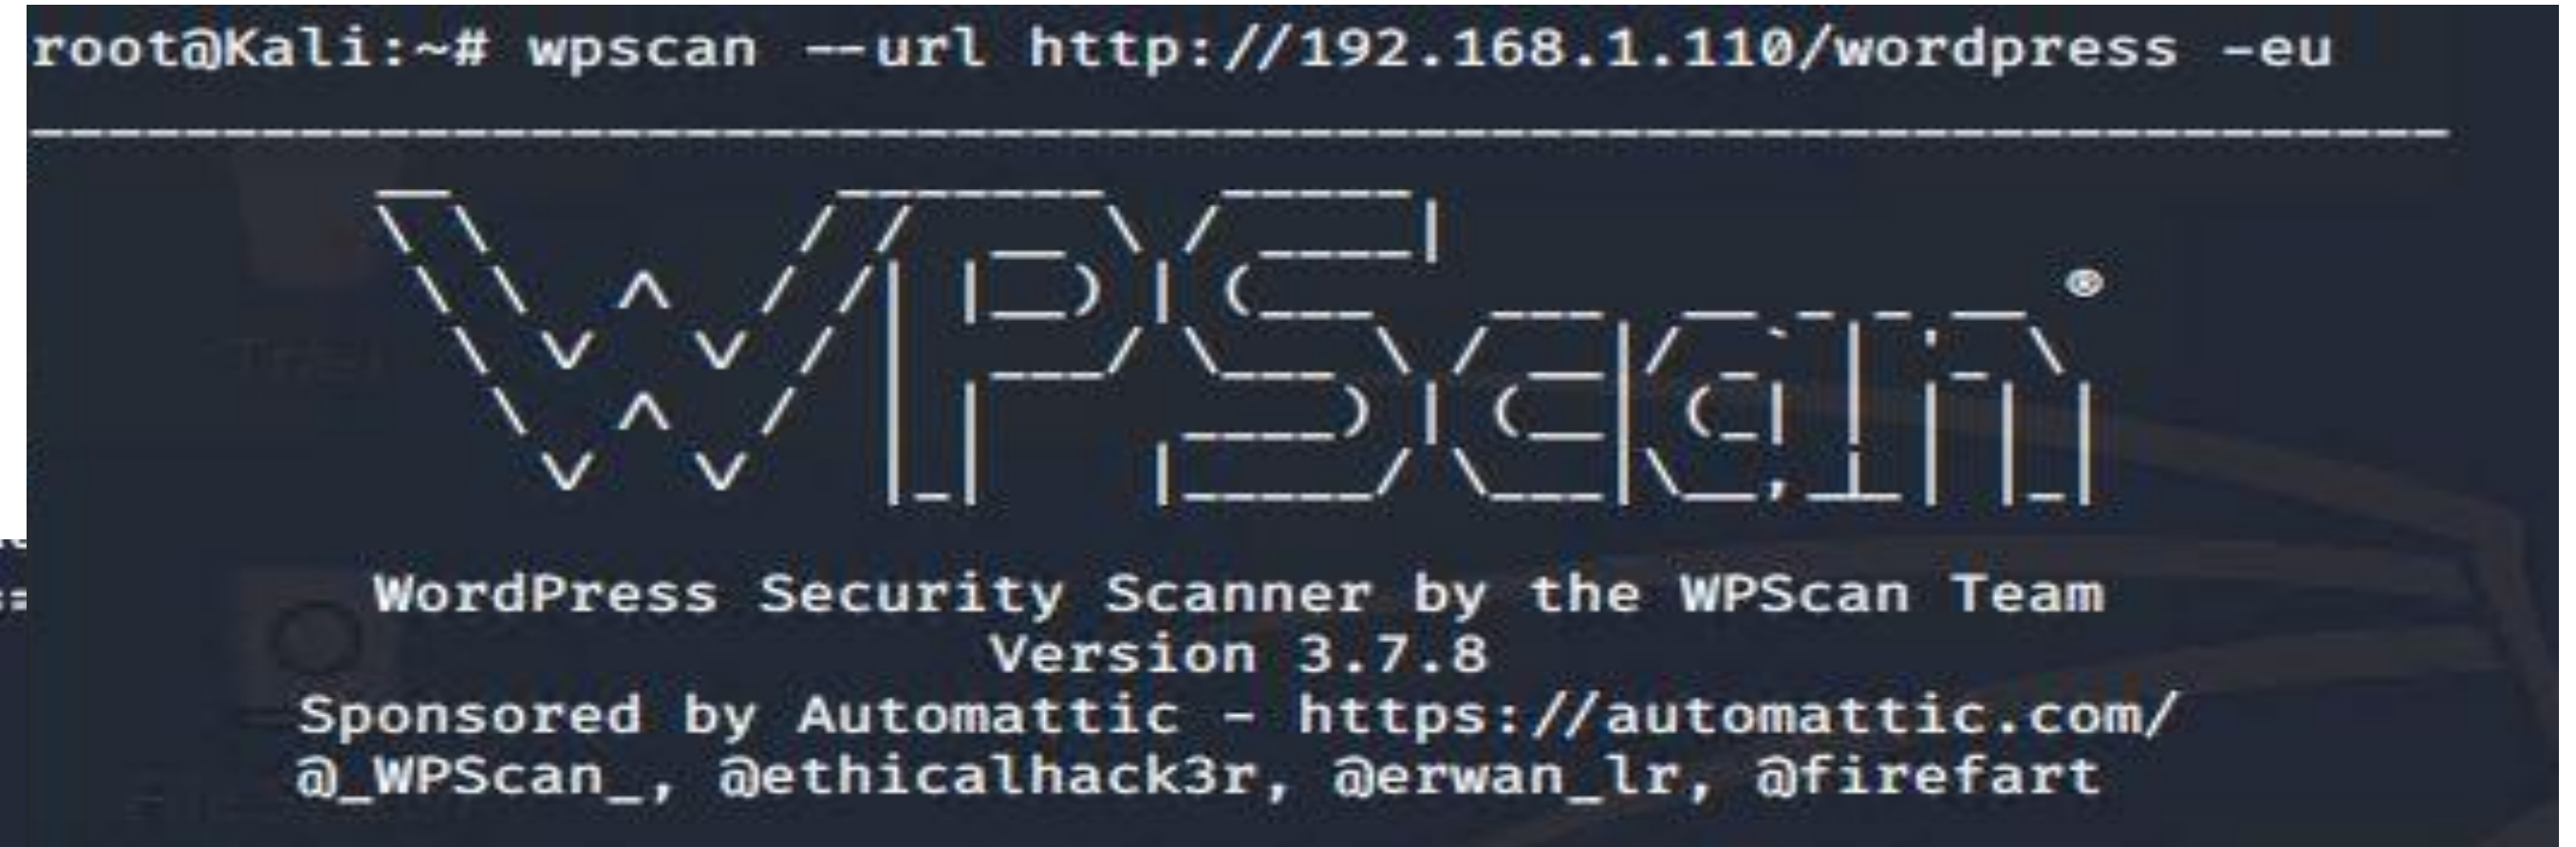 root@Kali:~# wpscan --url http://192.168.1.110/wordpress -eu
WPScan®
WordPress Security Scanner by the WPScan Team
Version 3.7.8
Sponsored by Automattic - https://automattic.com/
@_WPScan_, @ethicalhack3r, @erwan_lr, @firefart